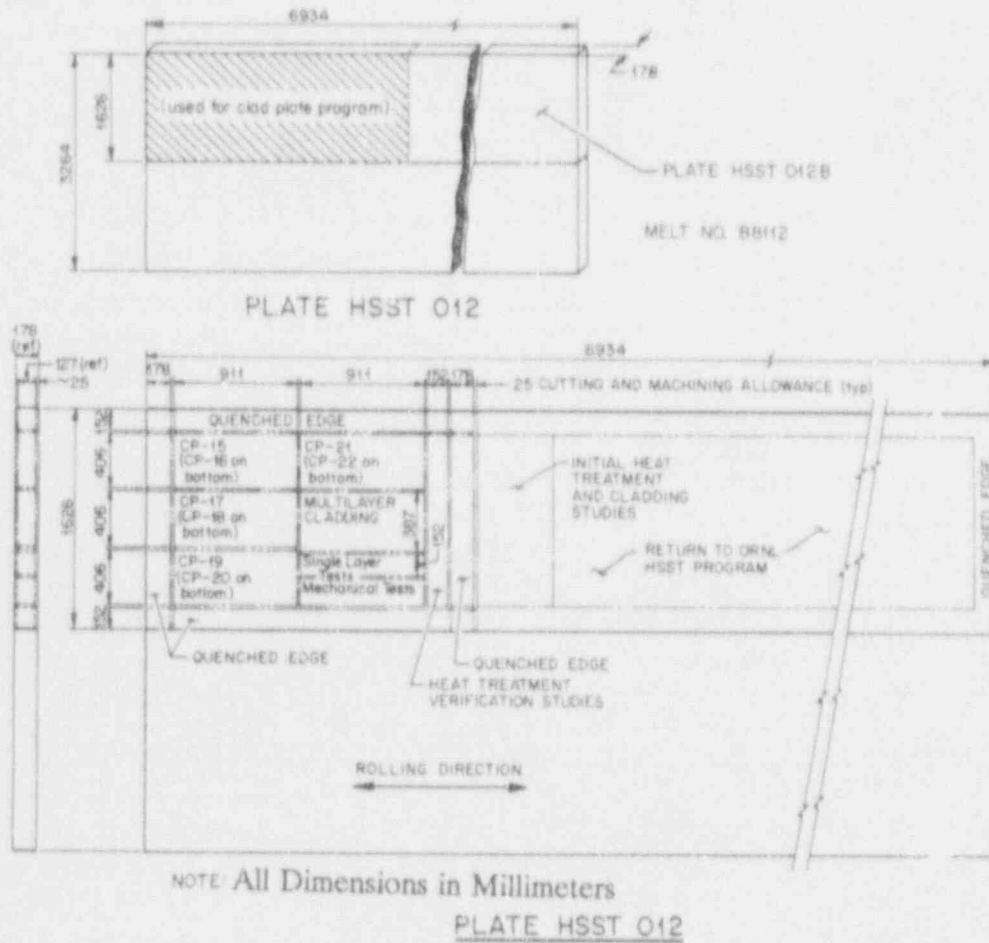 6934
178
(used for clad plate program)
1626
3264
PLATE HSST 012B
MELT NO. B8112
PLATE HSST 012
178
(ref)
127 (ref)
~25
6934
178
911
911
152
178
25 CUTTING AND MACHINING ALLOWANCE (typ)
QUENCHED EDGE
152
406
406
406
152
1626
CP-15
(CP-16 on
bottom)
CP-21
(CP-22 on
bottom)
CP-17
(CP-18 on
bottom)
MULTILAYER
CLADDING
387
152
CP-19
(CP-20 on
bottom)
Single Layer
Tests
Mechanical Tests
INITIAL HEAT
TREATMENT
AND CLADDING
STUDIES
RETURN TO ORNL
HSST PROGRAM
QUENCHED EDGE
QUENCHED EDGE
QUENCHED EDGE
HEAT TREATMENT
VERIFICATION STUDIES
ROLLING DIRECTION
NOTE: All Dimensions in Millimeters
PLATE HSST 012